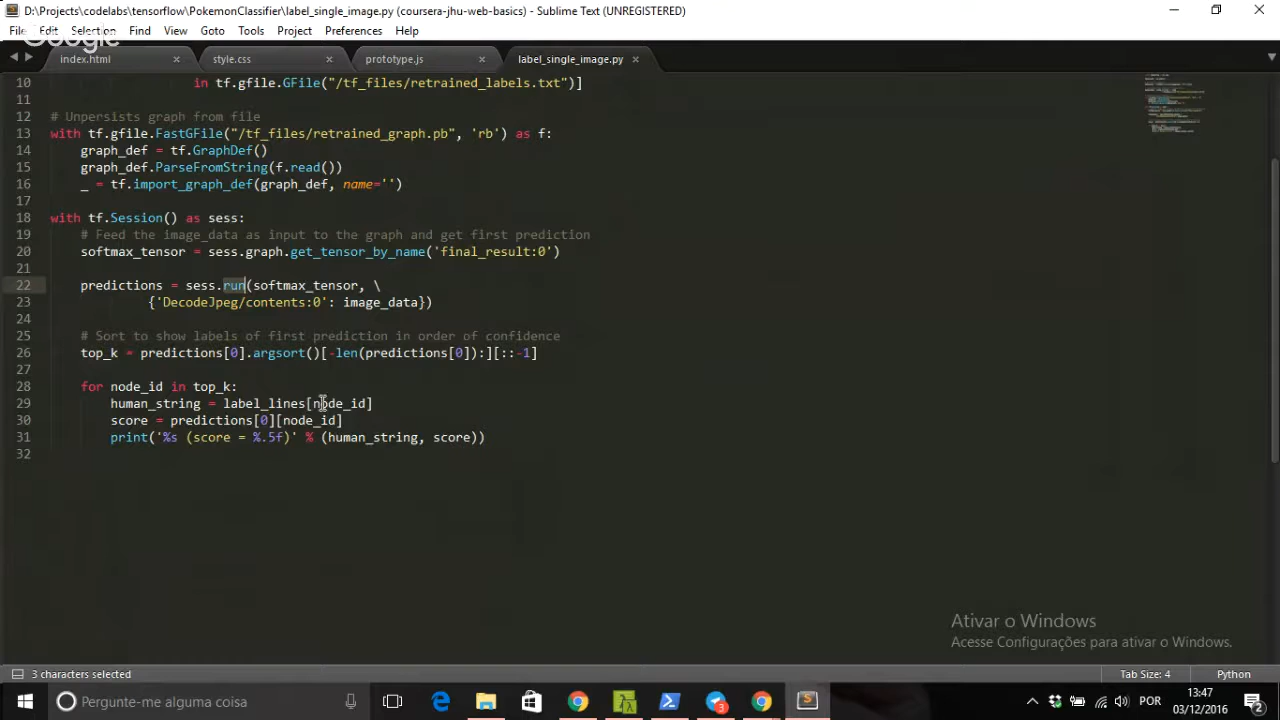 D:\Projects\codelabs\tensorflow\PokemonClassifier\label_single_image.py (coursera-jhu-web-basics) - Sublime Text (UNREGISTERED)
File Edit Selection Find View Goto Tools Project Preferences Help
Google
index.html style.css prototype.js label_single_image.py
10 in tf.gfile.GFile("/tf_files/retrained_labels.txt")]
11
12 # Unpersists graph from file
13 with tf.gfile.FastGFile("/tf_files/retrained_graph.pb", 'rb') as f:
14 graph_def = tf.GraphDef()
15 graph_def.ParseFromString(f.read())
16 _ = tf.import_graph_def(graph_def, name='')
17
18 with tf.Session() as sess:
19 # Feed the image_data as input to the graph and get first prediction
20 softmax_tensor = sess.graph.get_tensor_by_name('final_result:0')
21
22 predictions = sess.run(softmax_tensor, \
23 {'DecodeJpeg/contents:0': image_data})
24
25 # Sort to show labels of first prediction in order of confidence
26 top_k = predictions[0].argsort()[-len(predictions[0]):][::-1]
27
28 for node_id in top_k:
29 human_string = label_lines[node_id]
30 score = predictions[0][node_id]
31 print('%s (score = %.5f)' % (human_string, score))
32
Ativar o Windows
Acesse Configurações para ativar o Windows.
3 characters selected Tab Size: 4 Python
Pergunte-me alguma coisa 3 POR 13:47
03/12/2016 2